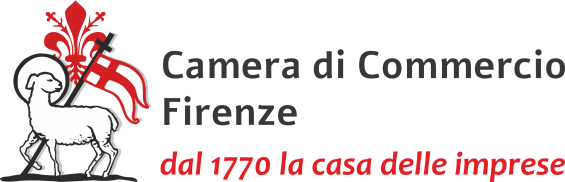 Camera di Commercio
Firenze
dal 1770 la casa delle imprese